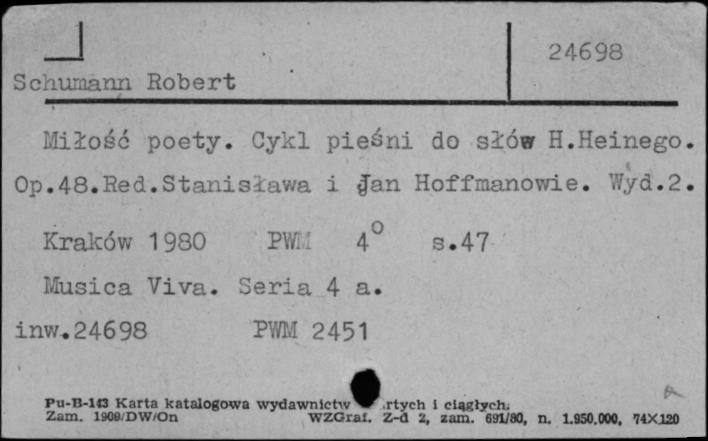 24698
Schumann Robert
Miłość poety. Cykl pieśni do słów H.Heinego.
Op.48.Red.Stanisława i Jan Hoffmanowie. Wyd.2.
Kraków 1980 PWM 4° s.47
Musica Viva. Seria 4 a.
inw.24698 PWM 2451
Pu-B-143 Karta katalogowa wydawnictw rtych i ciągłych.
Zam. 1909/DW/On WZGraf. Z-d 2, zam. 691/80, n. 1.950.000, 74X120